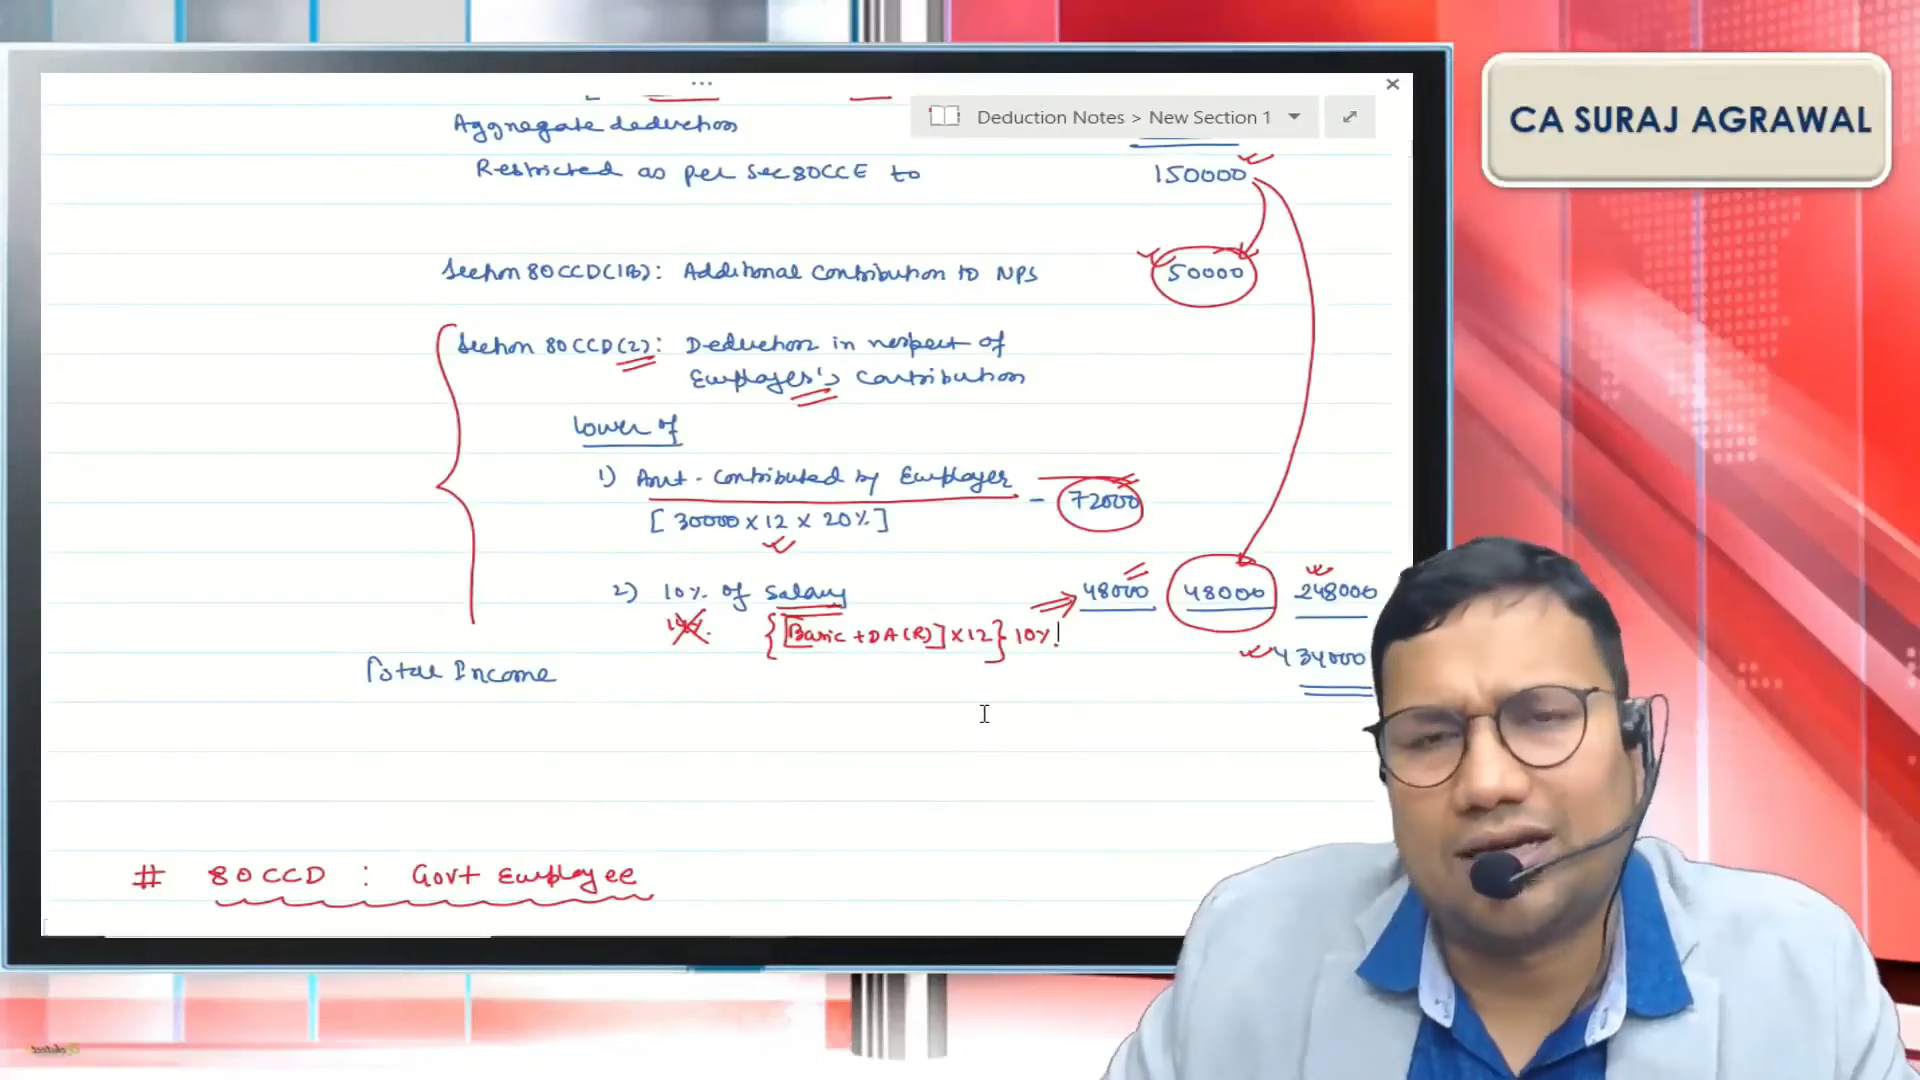 Aggregate deduction
Deduction Notes > New Section 1
CA SURAJ AGRAWAL
Restricted as per Sec 80CCE to 150000
Section 80CCD(1B): Additional Contribution to NPS 50000
Section 80CCD(2): Deduction in respect of
Employer's Contribution
lower of
1) Amt. Contributed by Employer - 72000
[30000 x 12 x 20%]
2) 10% of Salary 48000 48000 248000
14%. {[Basic + DA(R)] x 12} 10%
Total Income 434000
# 80CCD : Govt Employee